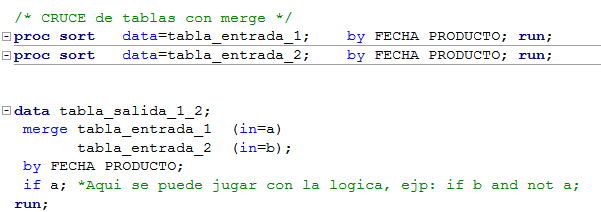 /* CRUCE de tablas con merge */
proc sort data=tabla_entrada_1; by FECHA PRODUCTO; run;
proc sort data=tabla_entrada_2; by FECHA PRODUCTO; run;
data tabla_salida_1_2;
merge tabla_entrada_1 (in=a)
tabla_entrada_2 (in=b);
by FECHA PRODUCTO;
if a; *Aqui se puede jugar con la logica, ejp: if b and not a;
run;